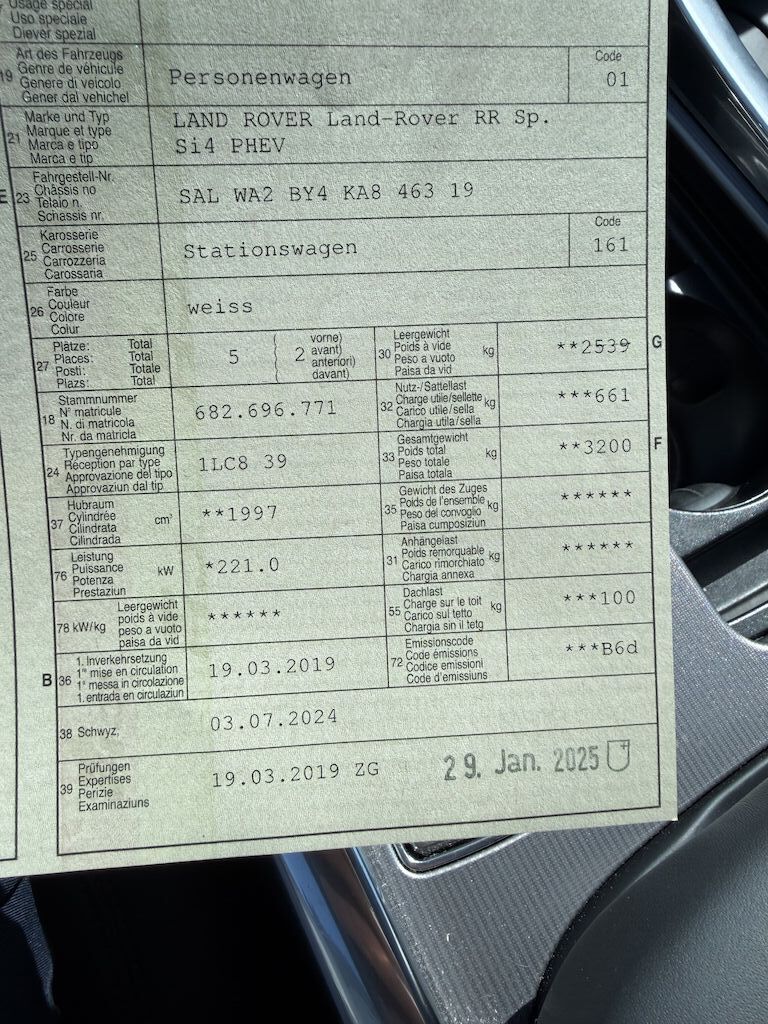 Usage spécial
Uso speciale
Diever spezial
19 Art des Fahrzeugs
Genre de véhicule
Genere di veicolo
Gener dal vehichel
Personenwagen
Code
01
21 Marke und Typ
Marque et type
Marca e tipo
Marca e tip
LAND ROVER Land-Rover RR Sp.
Si4 PHEV
E 23 Fahrgestell-Nr.
Châssis no
Telaio n.
Schassis nr.
SAL WA2 BY4 KA8 463 19
25 Karosserie
Carrosserie
Carrozzeria
Carossaria
Stationswagen
Code
161
26 Farbe
Couleur
Colore
Colur
weiss
27 Plätze: Total
Places: Total
Posti: Totale
Plazs: Total
5 ( 2 vorne)
avant)
anteriori)
davant)
30 Leergewicht
Poids à vide
Peso a vuoto
Paisa da vid
kg
**2539 G
18 Stammnummer
N° matricule
N. di matricola
Nr. da matricla
682.696.771
32 Nutz-/Sattellast
Charge utile/sellette
Carico utile/sella
Chargia utila/sella
kg
***661
24 Typengenehmigung
Réception par type
Approvazione del tipo
Approvaziun dal tip
1LC8 39
33 Gesamtgewicht
Poids total
Peso totale
Paisa totala
kg
**3200 F
37 Hubraum
Cylindrée
Cilindrata
Cilindrada
cm³
**1997
35 Gewicht des Zuges
Poids de l'ensemble
Peso del convoglio
Paisa cumposiziun
kg
******
76 Leistung
Puissance
Potenza
Prestaziun
kW
*221.0
31 Anhängelast
Poids remorquable
Carico rimorchiato
Chargia annexa
kg
******
78 kW/kg Leergewicht
poids à vide
peso a vuoto
paisa da vid
******
55 Dachlast
Charge sur le toit
Carico sul tetto
Chargia sin il tetg
kg
***100
B 36 1. Inverkehrsetzung
1re mise en circulation
1a messa in circolazione
1. entrada en circulaziun
19.03.2019
72 Emissionscode
Code émissions
Codice emissioni
Code d'emissiuns
***B6d
38 Schwyz,
03.07.2024
39 Prüfungen
Expertises
Perizie
Examinaziuns
19.03.2019 ZG
29. Jan. 2025